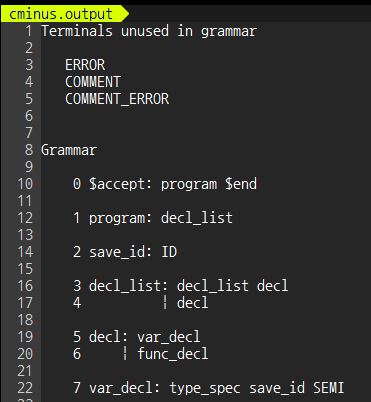 cminus.output
1 Terminals unused in grammar
2
3    ERROR
4    COMMENT
5    COMMENT_ERROR
6
7
8 Grammar
9
10     0 $accept: program $end
11
12     1 program: decl_list
13
14     2 save_id: ID
15
16     3 decl_list: decl_list decl
17     4          | decl
18
19     5 decl: var_decl
20     6     | func_decl
21
22     7 var_decl: type_spec save_id SEMI